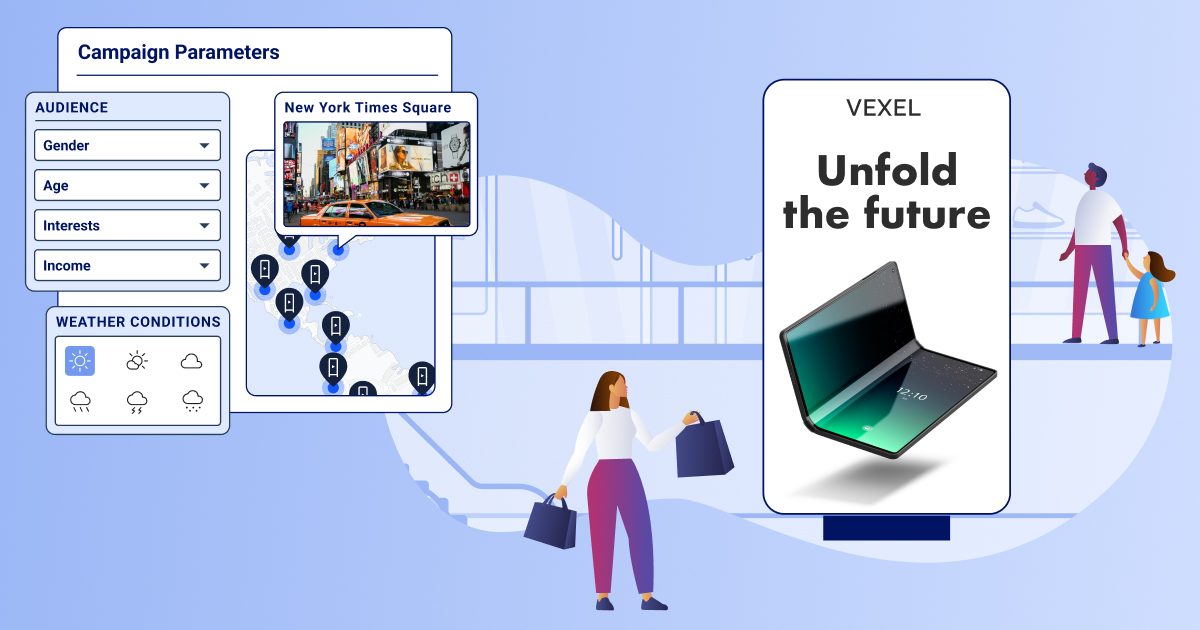 Campaign Parameters
AUDIENCE
Gender
Age
Interests
Income
WEATHER CONDITIONS
New York Times Square
VEXEL
Unfold
the future
12:10